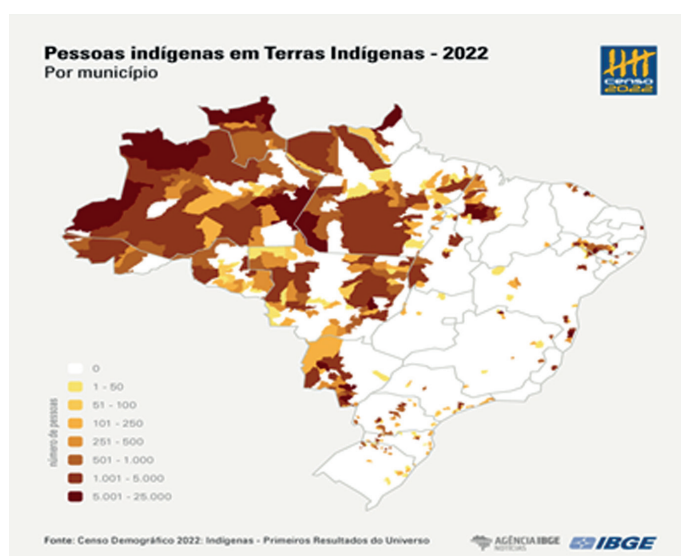 Pessoas indígenas em Terras Indígenas - 2022
Por município
censo
2022
número de pessoas
0
1 - 50
51 - 100
101 - 250
251 - 500
501 - 1.000
1.001 - 5.000
5.001 - 25.000
Fonte: Censo Demográfico 2022: Indígenas - Primeiros Resultados do Universo
AGÊNCIA IBGE
NOTÍCIAS
IBGE